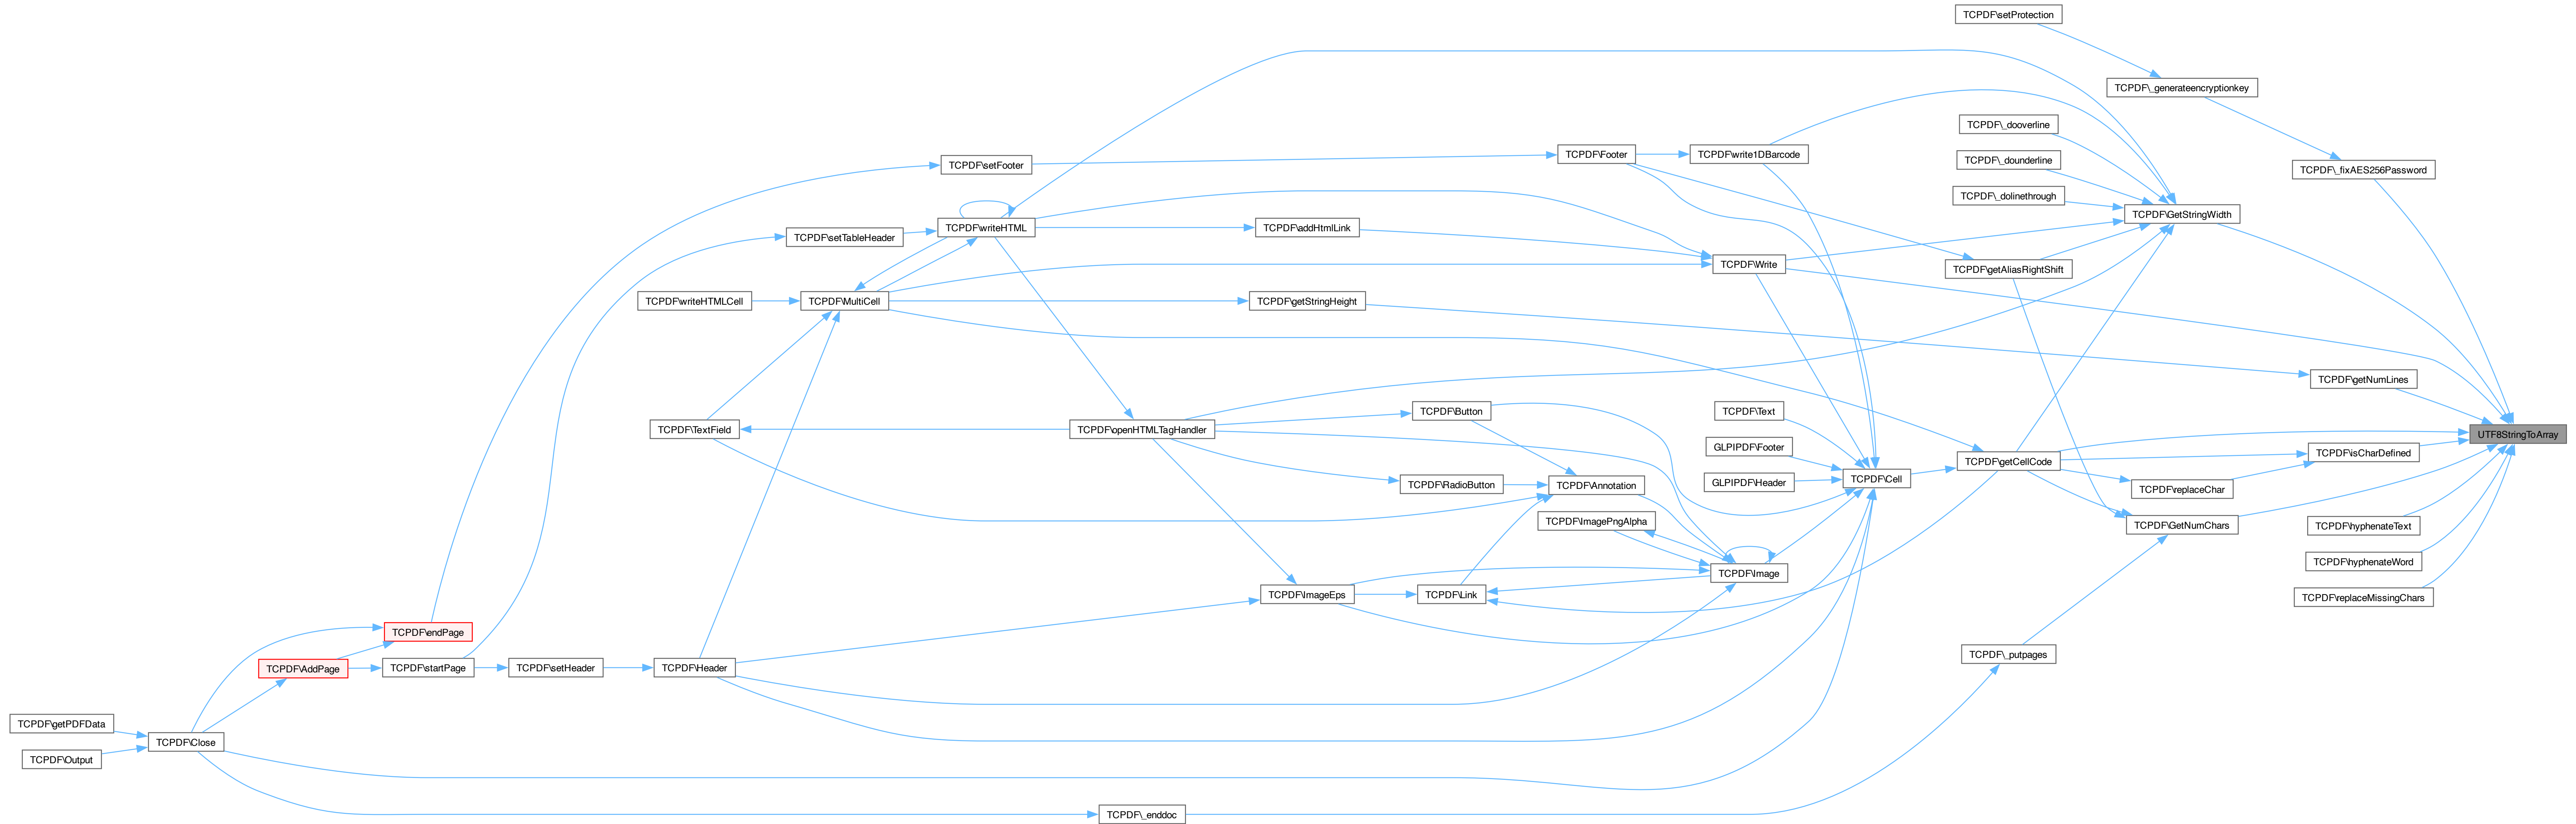 TCPDF\setProtection
TCPDF\_generateencryptionkey
TCPDF\_dooverline
TCPDF\Footer
TCPDF\write1DBarcode
TCPDF\_dounderline
TCPDF\setFooter
TCPDF\_fixAES256Password
TCPDF\_dolinethrough
TCPDF\GetStringWidth
TCPDF\writeHTML
TCPDF\addHtmlLink
TCPDF\setTableHeader
TCPDF\Write
TCPDF\getAliasRightShift
TCPDF\writeHTMLCell
TCPDF\MultiCell
TCPDF\getStringHeight
TCPDF\getNumLines
TCPDF\Button
TCPDF\Text
TCPDF\TextField
TCPDF\openHTMLTagHandler
UTF8StringToArray
GLPIPDF\Footer
TCPDF\isCharDefined
TCPDF\getCellCode
TCPDF\Cell
GLPIPDF\Header
TCPDF\RadioButton
TCPDF\Annotation
TCPDF\replaceChar
TCPDF\ImagePngAlpha
TCPDF\GetNumChars
TCPDF\hyphenateText
TCPDF\hyphenateWord
TCPDF\Image
TCPDF\ImageEps
TCPDF\Link
TCPDF\replaceMissingChars
TCPDF\endPage
TCPDF\_putpages
TCPDF\AddPage
TCPDF\startPage
TCPDF\setHeader
TCPDF\Header
TCPDF\getPDFData
TCPDF\Close
TCPDF\Output
TCPDF\_enddoc